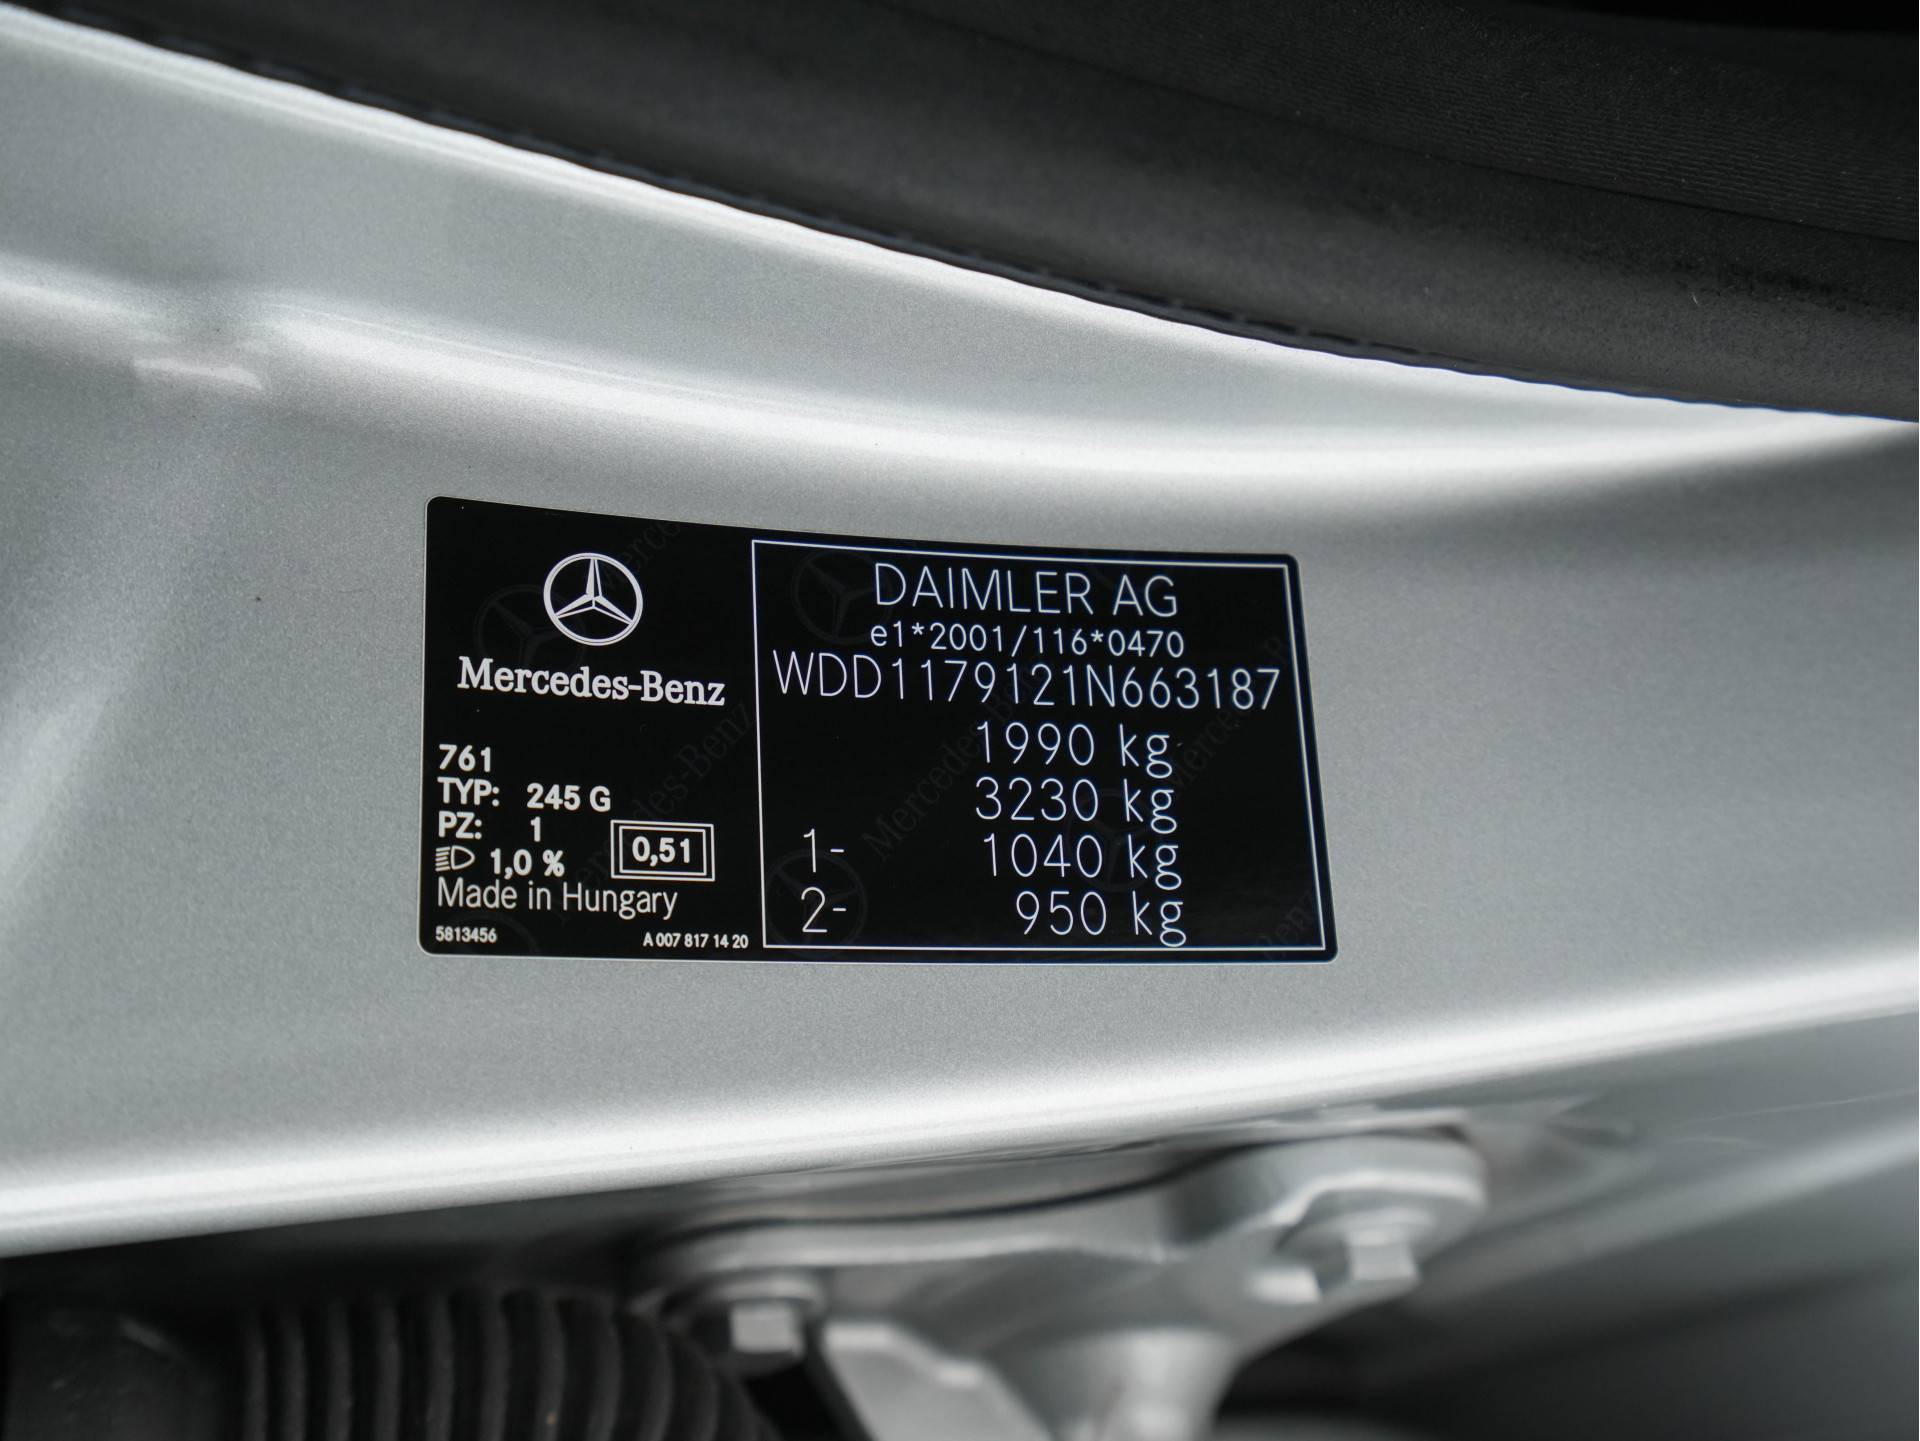 Mercedes-Benz
761
TYP: 245 G
PZ: 1
1,0 %
0,51
Made in Hungary
5813456
A 007 817 14 20
DAIMLER AG
e1*2001/116*0470
WDD1179121N663187
1990 kg
3230 kg
1- 1040 kg
2- 950 kg